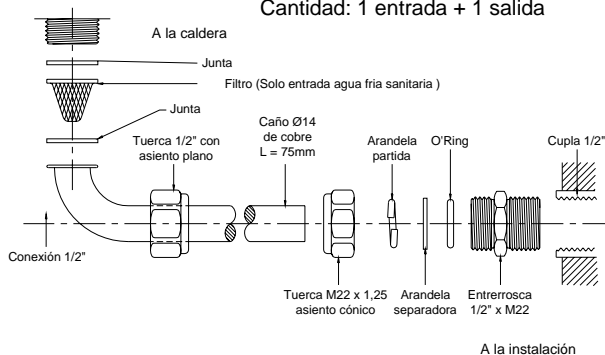 Cantidad: 1 entrada + 1 salida
A la caldera
Junta
Filtro (Solo entrada agua fria sanitaria )
Junta
Tuerca 1/2" con
asiento plano
Caño Ø14
de cobre
L = 75mm
Arandela
partida
O'Ring
Cupla 1/2"
Conexión 1/2"
Tuerca M22 x 1,25
asiento cónico
Arandela
separadora
Entrerrosca
1/2" x M22
A la instalación